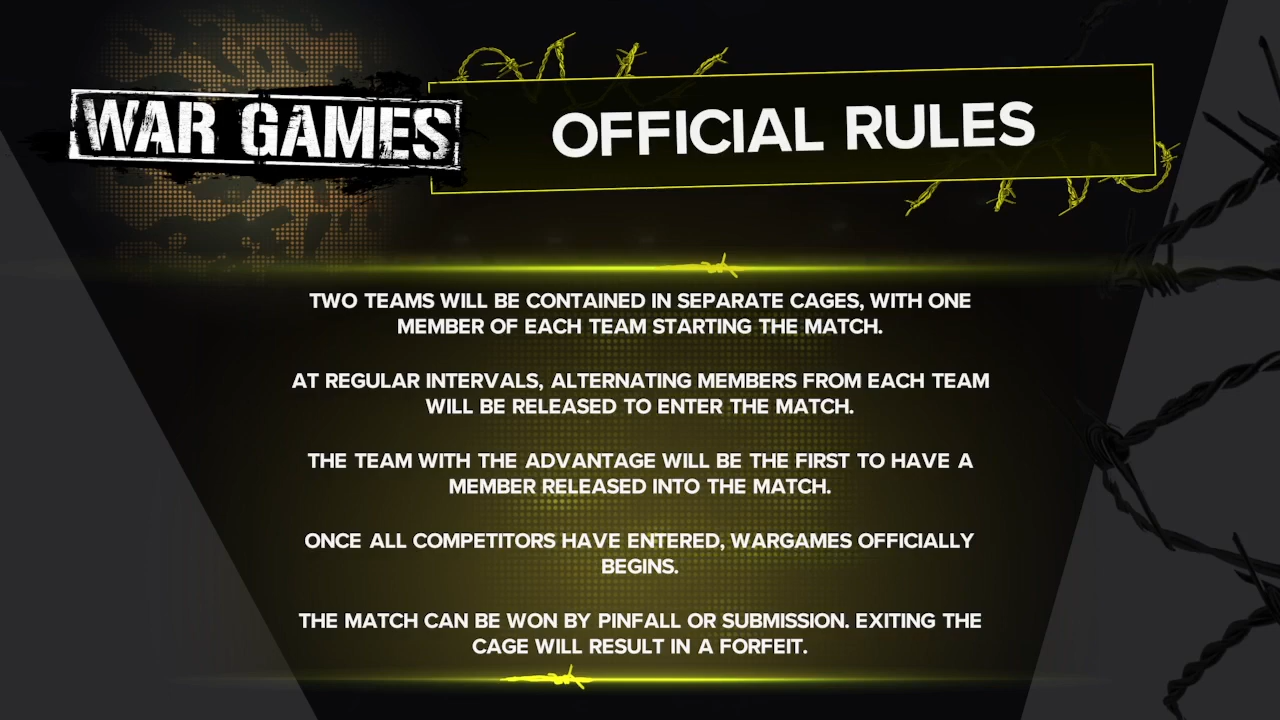 WAR GAMES
OFFICIAL RULES
TWO TEAMS WILL BE CONTAINED IN SEPARATE CAGES, WITH ONE
MEMBER OF EACH TEAM STARTING THE MATCH.
AT REGULAR INTERVALS, ALTERNATING MEMBERS FROM EACH TEAM
WILL BE RELEASED TO ENTER THE MATCH.
THE TEAM WITH THE ADVANTAGE WILL BE THE FIRST TO HAVE A
MEMBER RELEASED INTO THE MATCH.
ONCE ALL COMPETITORS HAVE ENTERED, WARGAMES OFFICIALLY
BEGINS.
THE MATCH CAN BE WON BY PINFALL OR SUBMISSION. EXITING THE
CAGE WILL RESULT IN A FORFEIT.